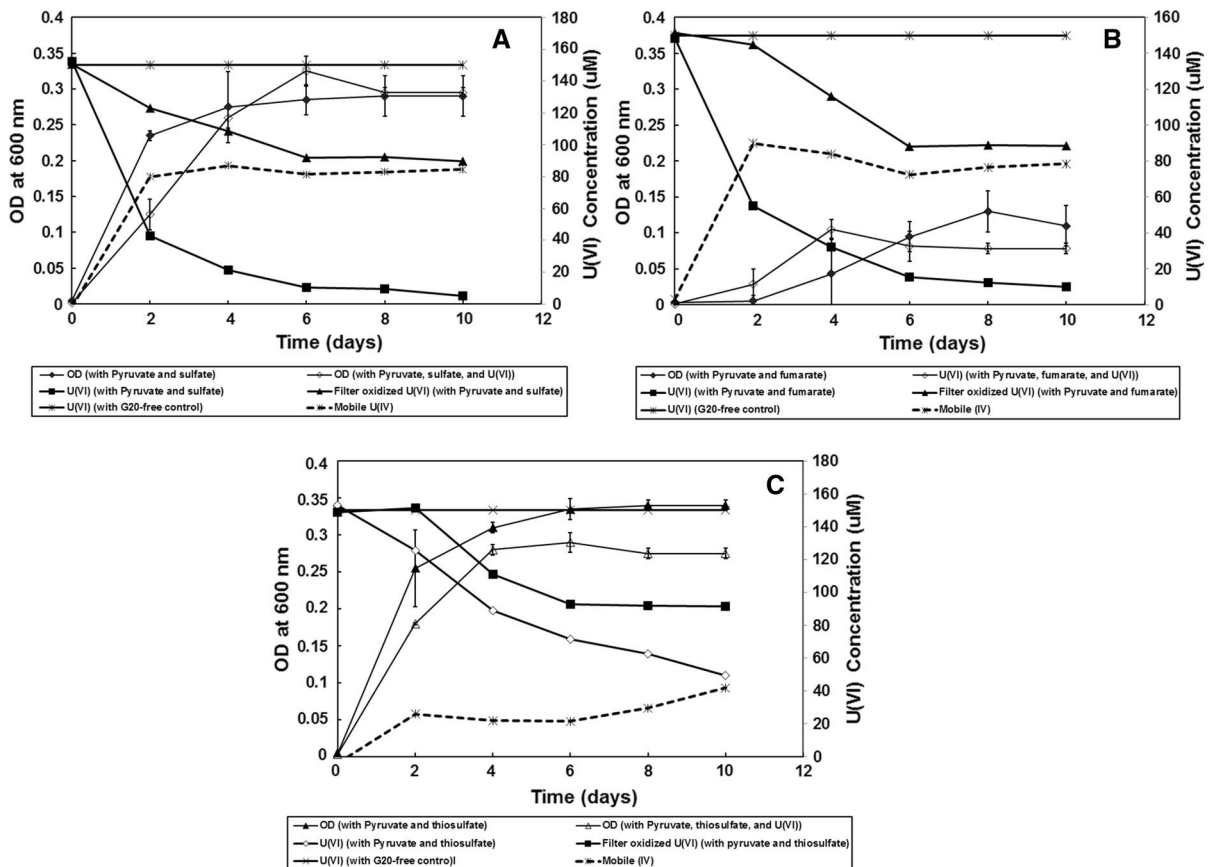 A
OD at 600 nm
0.4
0.35
0.3
0.25
0.2
0.15
0.1
0.05
0
U(VI) Concentration (uM)
180
160
140
120
100
80
60
40
20
0
0 2 4 6 8 10 12
Time (days)
OD (with Pyruvate and sulfate)
OD (with Pyruvate, sulfate, and U(VI))
U(VI) (with Pyruvate and sulfate)
Filter oxidized U(VI) (with Pyruvate and sulfate)
U(VI) (with G20-free control)
Mobile U(IV)
B
OD at 600 nm
0.4
0.35
0.3
0.25
0.2
0.15
0.1
0.05
0
U(VI) Concentration (uM)
160
140
120
100
80
60
40
20
0
0 2 4 6 8 10 12
Time (days)
OD (with Pyruvate and fumarate)
U(VI) (with Pyruvate, fumarate, and U(VI))
U(VI) (with Pyruvate and fumarate)
Filter oxidized U(VI) (with Pyruvate and fumarate)
U(VI) (G20-free control)
Mobile (IV)
C
OD at 600 nm
0.4
0.35
0.3
0.25
0.2
0.15
0.1
0.05
0
U(VI) Concentration (uM)
180
160
140
120
100
80
60
40
20
0
0 2 4 6 8 10 12
Time (days)
OD (with Pyruvate and thiosulfate)
OD (with Pyruvate, thiosulfate, and U(VI))
U(VI) (with Pyruvate and thiosulfate)
Filter oxidized U(VI) (with pyruvate and thiosulfate)
U(VI) (with G20-free control)l
Mobile (IV)